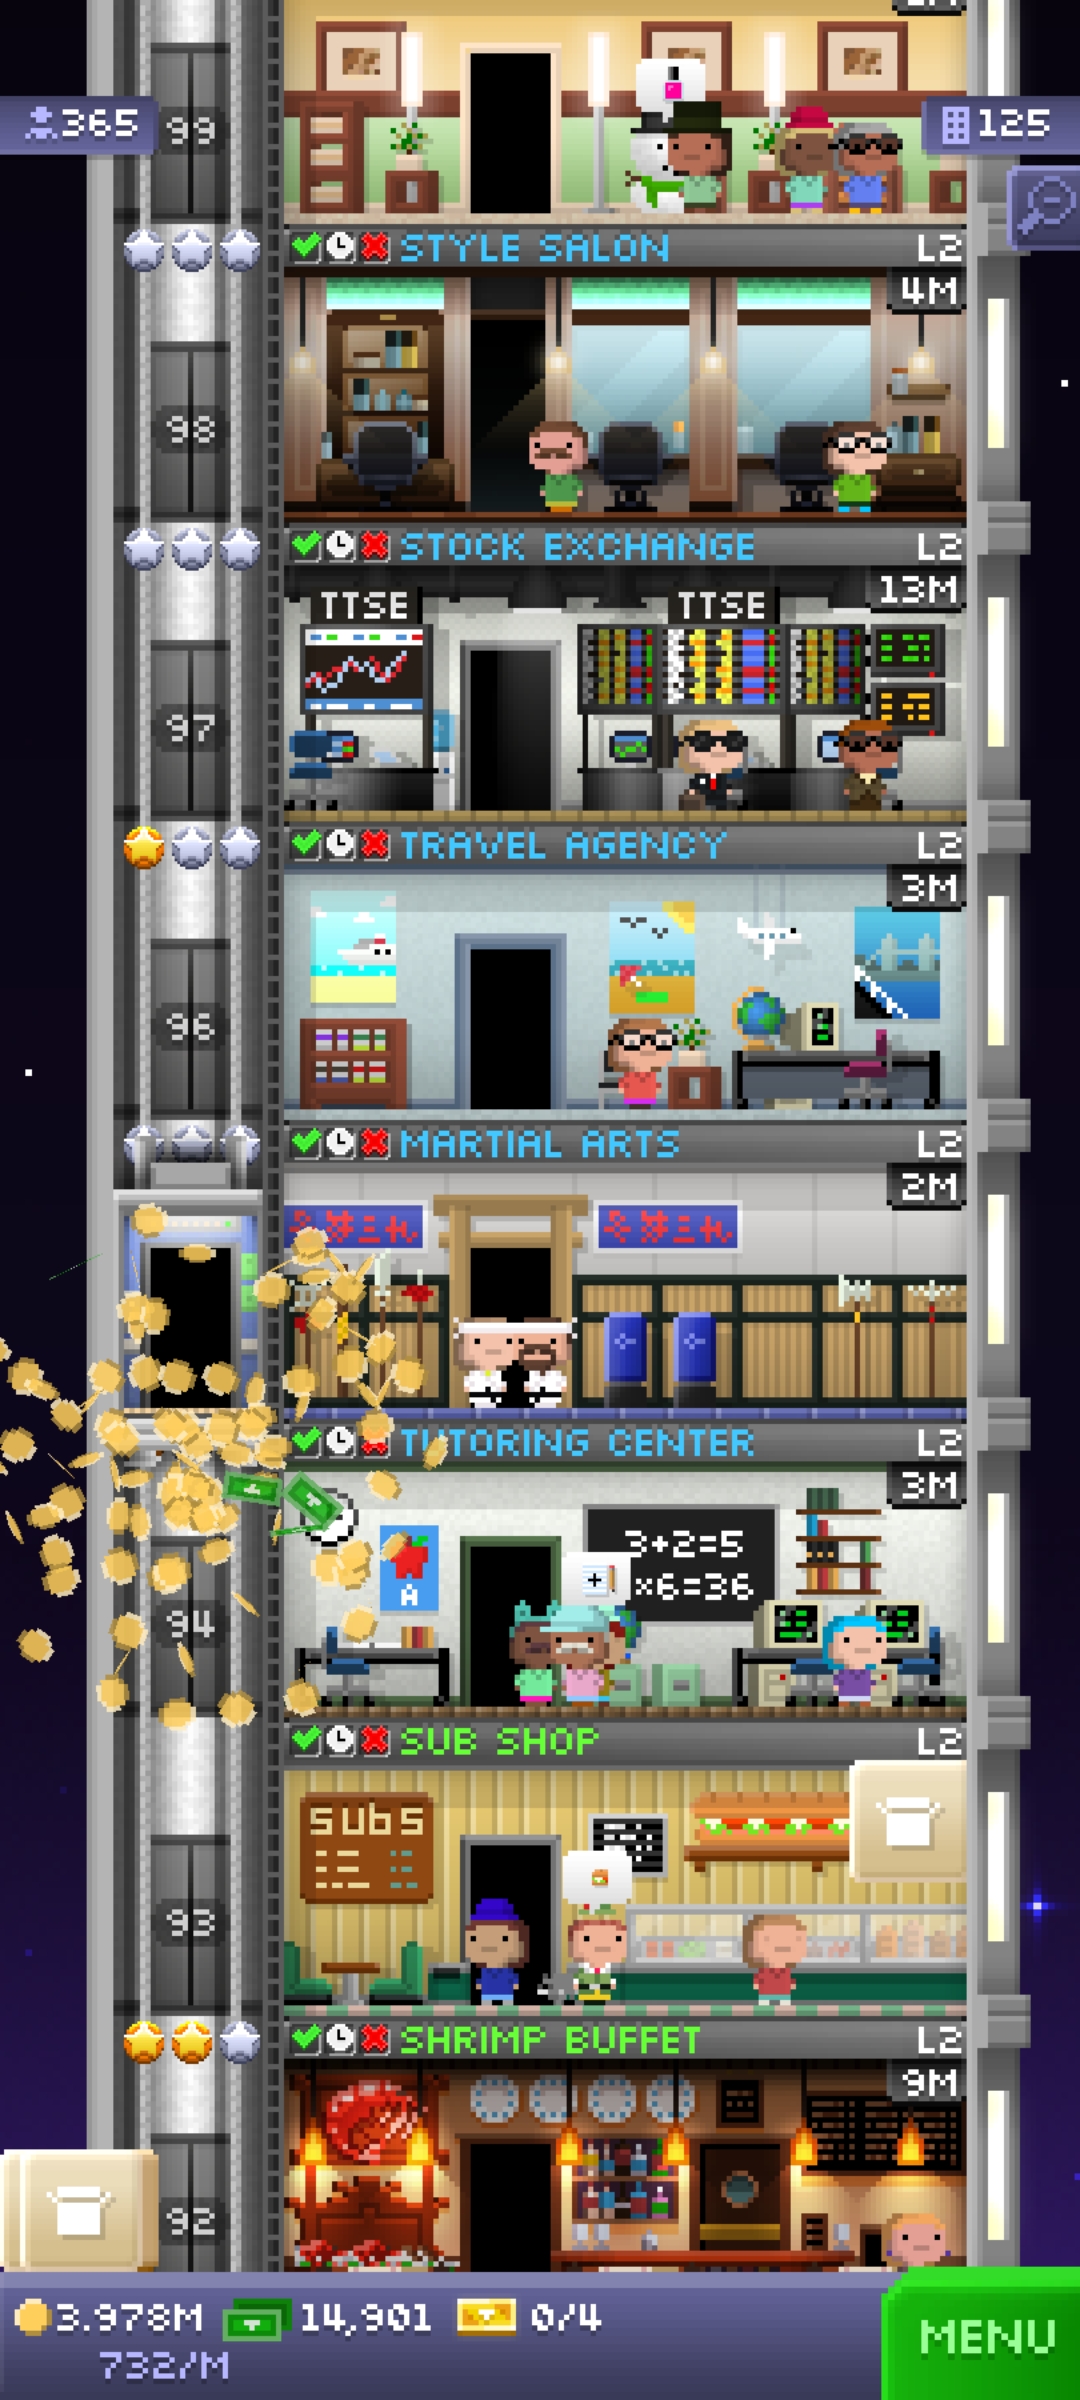 365
99
125
STYLE SALON L2
4M
98
STOCK EXCHANGE L2
13M
TTSE TTSE
97
TRAVEL AGENCY L2
3M
96
MARTIAL ARTS L2
2M
TUTORING CENTER L2
3M
3+2=5
x6=36
A
94
SUB SHOP L2
SUBS
93
SHRIMP BUFFET L2
9M
92
3.978M 14,901 0/4
732/M
MENU